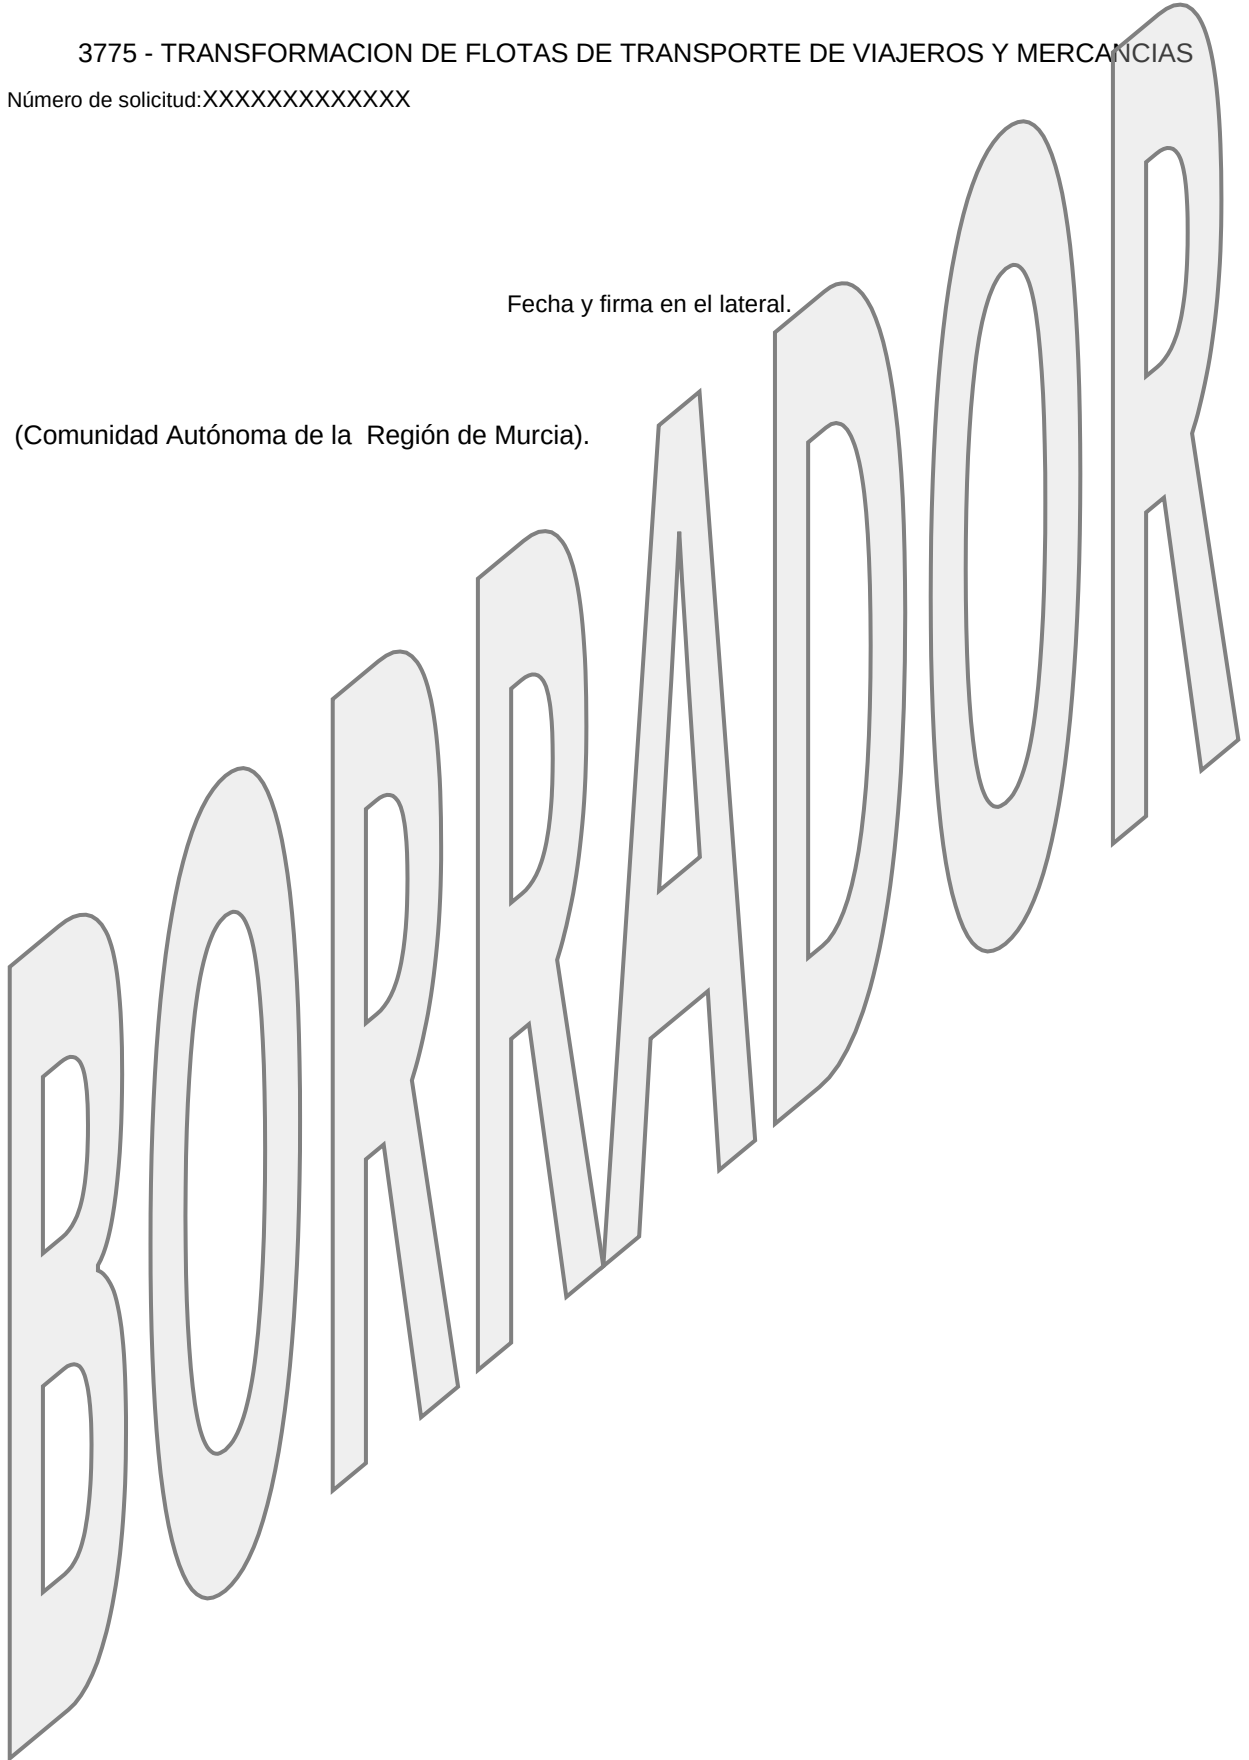 3775 - TRANSFORMACION DE FLOTAS DE TRANSPORTE DE VIAJEROS Y MERCANCIAS
Número de solicitud:XXXXXXXXXXXXX
Fecha y firma en el lateral.
(Comunidad Autónoma de la  Región de Murcia).
BORRADOR